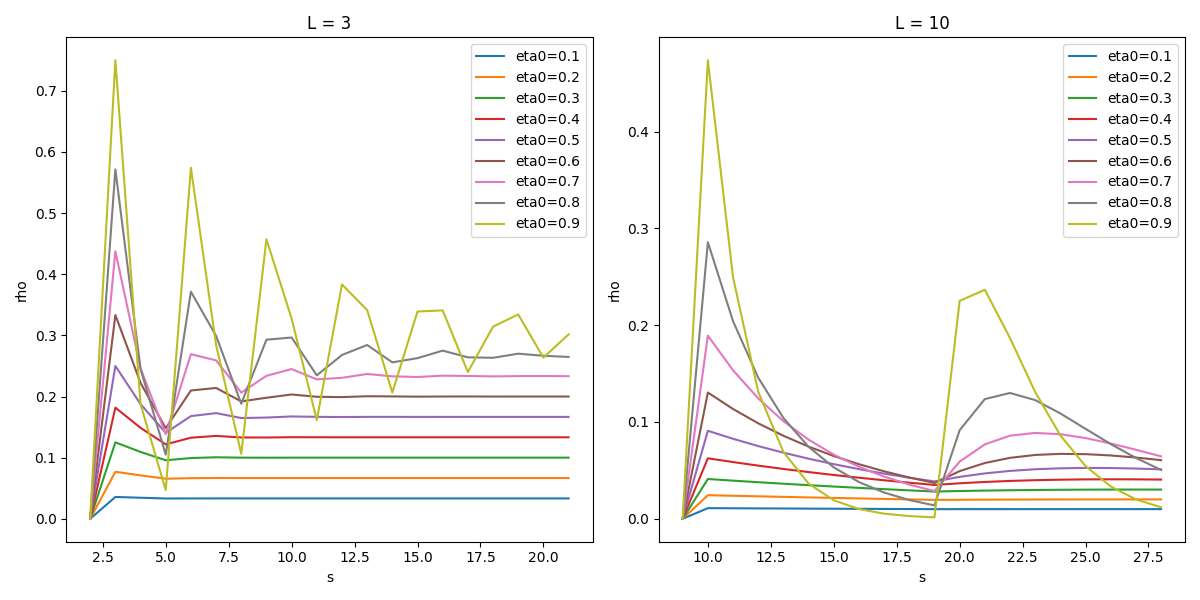 L = 3
rho
0.7
0.6
0.5
0.4
0.3
0.2
0.1
0.0
eta0=0.1
eta0=0.2
eta0=0.3
eta0=0.4
eta0=0.5
eta0=0.6
eta0=0.7
eta0=0.8
eta0=0.9
2.5 5.0 7.5 10.0 12.5 15.0 17.5 20.0
s
L = 10
rho
0.4
0.3
0.2
0.1
0.0
eta0=0.1
eta0=0.2
eta0=0.3
eta0=0.4
eta0=0.5
eta0=0.6
eta0=0.7
eta0=0.8
eta0=0.9
10.0 12.5 15.0 17.5 20.0 22.5 25.0 27.5
s